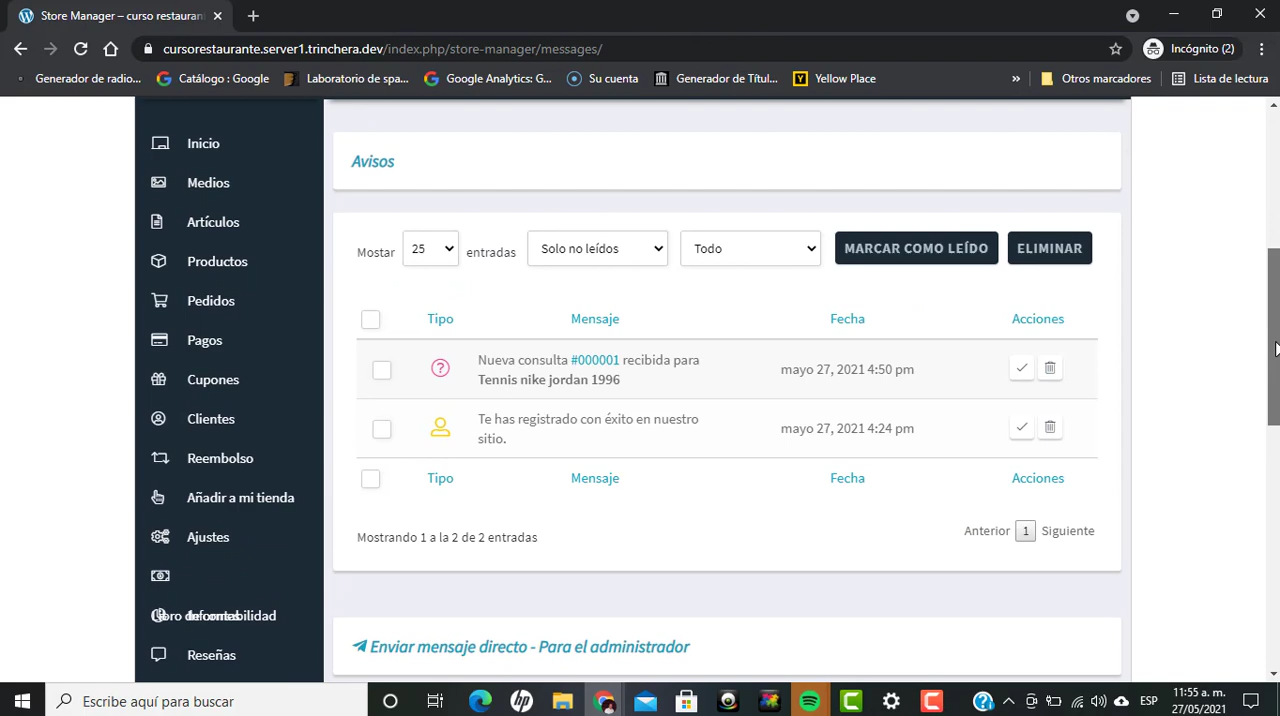 Store Manager – curso restauran
cursorestaurante.server1.trinchera.dev/index.php/store-manager/messages/
Incógnito (2)
Generador de radio...
Catálogo : Google
Laboratorio de spa...
Google Analytics: G...
Su cuenta
Generador de Títul...
Yellow Place
»
Otros marcadores
Lista de lectura
Inicio
Medios
Artículos
Productos
Pedidos
Pagos
Cupones
Clientes
Reembolso
Añadir a mi tienda
Ajustes
Libro de contabilidad
Reseñas
Avisos
Mostar 25 entradas Solo no leídos Todo MARCAR COMO LEÍDO ELIMINAR
Tipo Mensaje Fecha Acciones
Nueva consulta #000001 recibida para
Tennis nike jordan 1996
mayo 27, 2021 4:50 pm
Te has registrado con éxito en nuestro
sitio.
mayo 27, 2021 4:24 pm
Tipo Mensaje Fecha Acciones
Mostrando 1 a la 2 de 2 entradas
Anterior 1 Siguiente
Enviar mensaje directo - Para el administrador
Escribe aquí para buscar
ESP
11:55 a. m.
27/05/2021